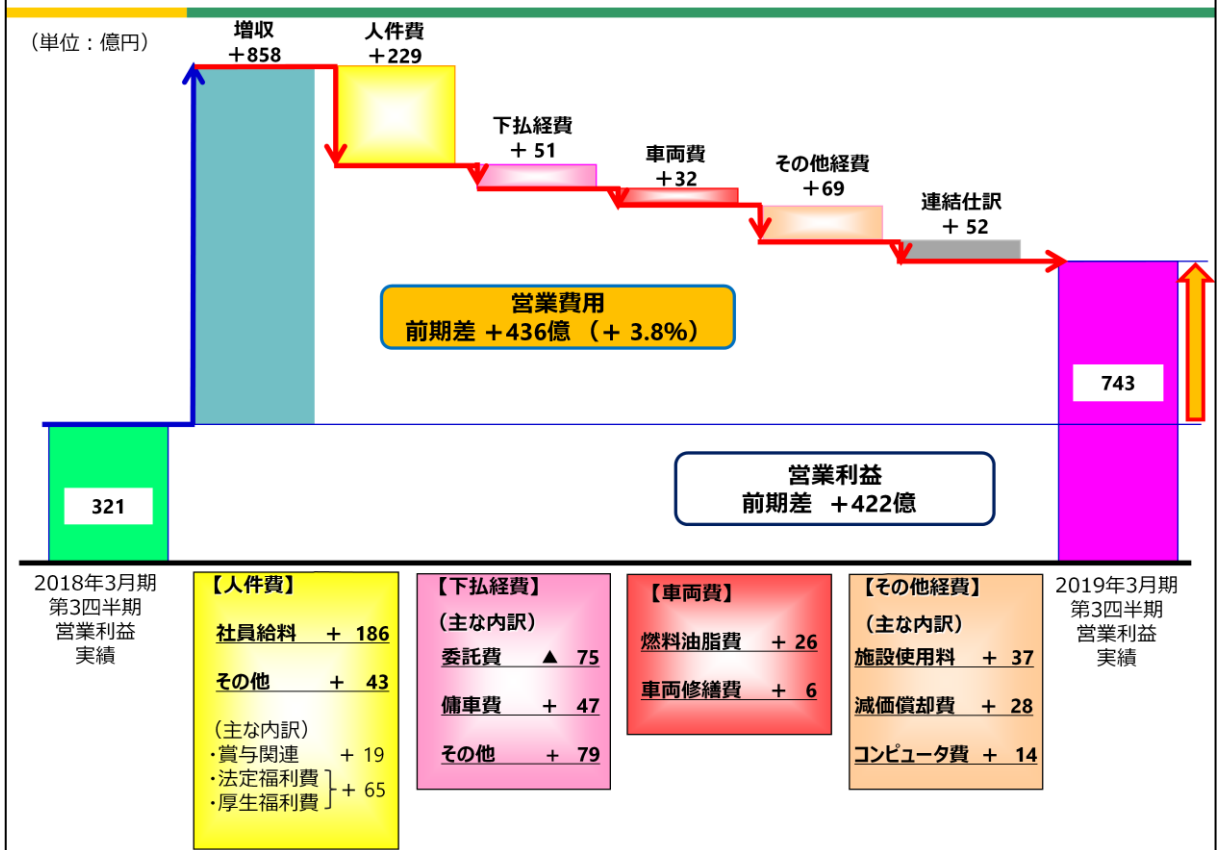 （単位：億円）
増収
＋858
人件費
＋229
下払経費
＋ 51
車両費
＋32
その他経費
＋69
連結仕訳
＋ 52
営業費用
前期差 ＋436億 （＋ 3.8%）
743
営業利益
前期差 ＋422億
321
2018年3月期
第3四半期
営業利益
実績
【人件費】
社員給料 ＋ 186
その他 ＋ 43
（主な内訳）
・賞与関連 ＋ 19
・法定福利費
・厚生福利費
＋ 65
【下払経費】
（主な内訳）
委託費 ▲ 75
傭車費 ＋ 47
その他 ＋ 79
【車両費】
燃料油脂費 ＋ 26
車両修繕費 ＋ 6
【その他経費】
（主な内訳）
施設使用料 ＋ 37
減価償却費 ＋ 28
コンピュータ費 ＋ 14
2019年3月期
第3四半期
営業利益
実績